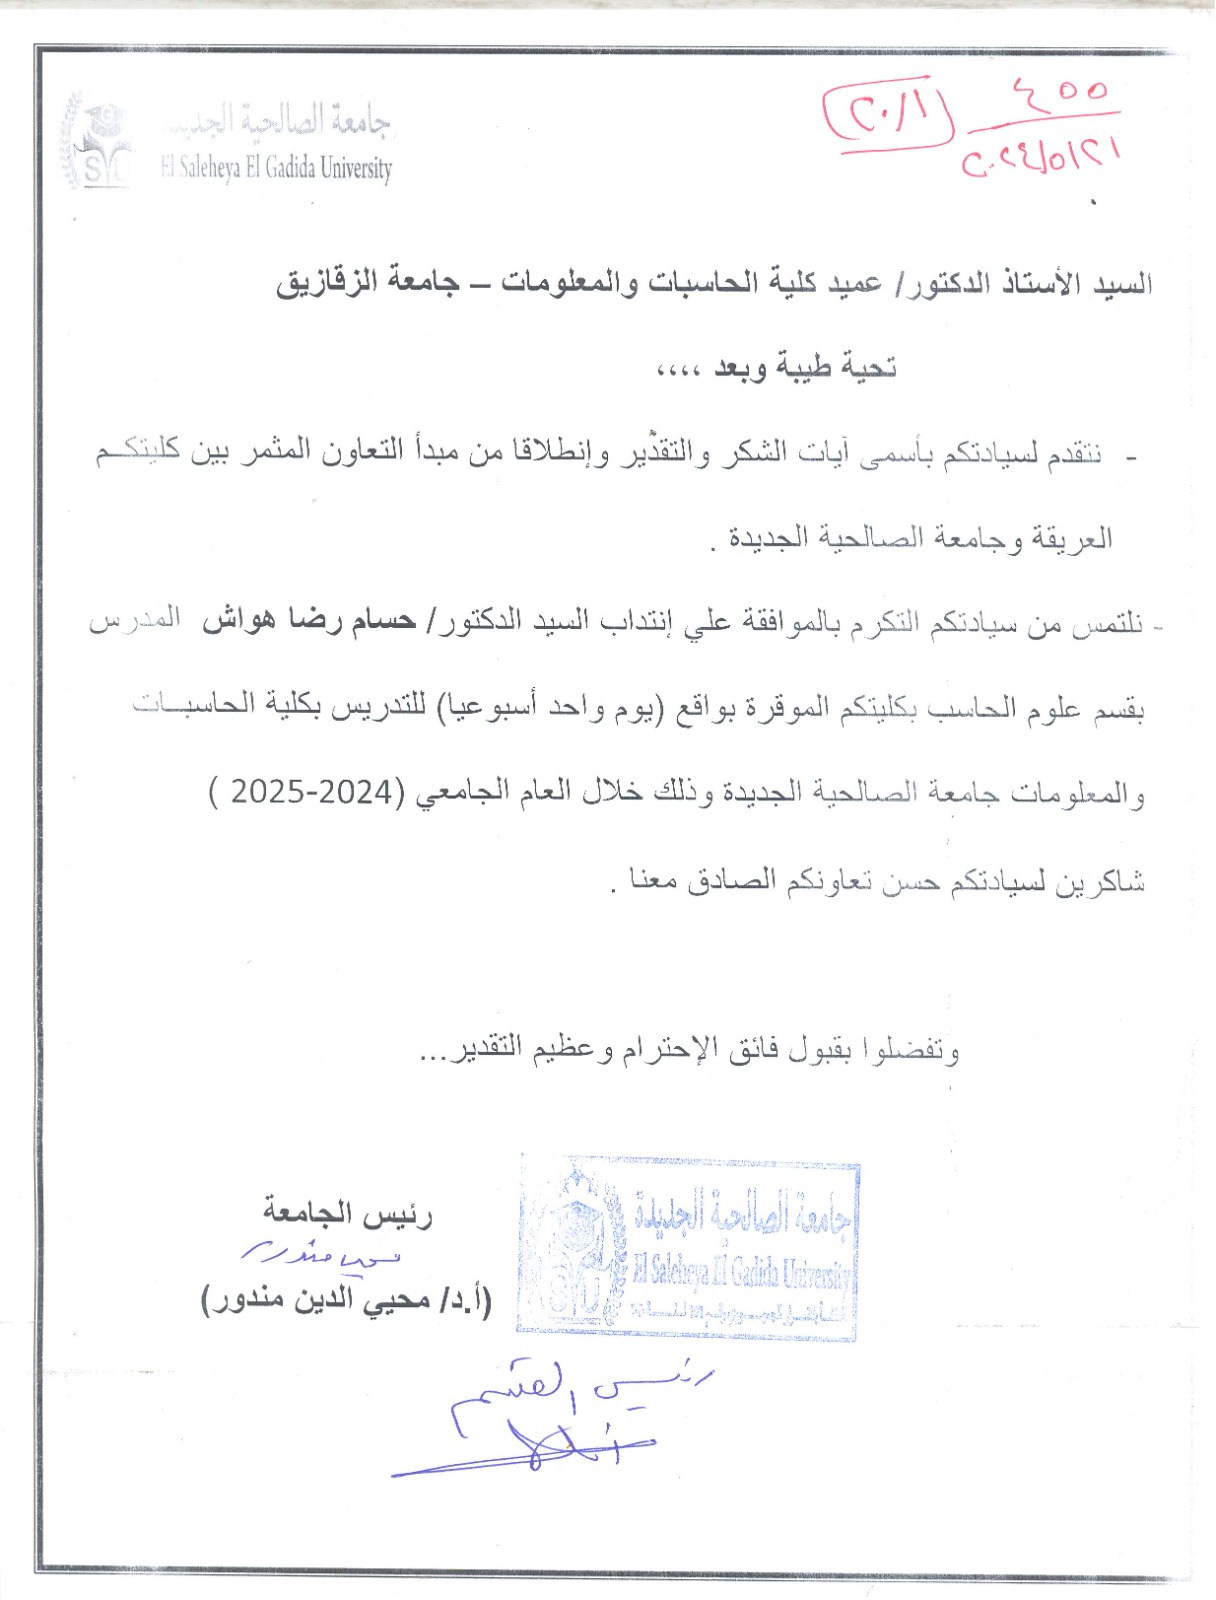 جامعة الصالحية الجديدة
El Saleheya El Gadida University
٤٥٥
٢٠٢٤/٥/٢١
(٢٠/١)
السيد الأستاذ الدكتور/ عميد كلية الحاسبات والمعلومات – جامعة الزقازيق
تحية طيبة وبعد ،،،،
- نتقدم لسيادتكم بأسمى آيات الشكر والتقدير وإنطلاقا من مبدأ التعاون المثمر بين كليتكم
العريقة وجامعة الصالحية الجديدة .
- نلتمس من سيادتكم التكرم بالموافقة علي إنتداب السيد الدكتور/ حسام رضا هواش المدرس
بقسم علوم الحاسب بكليتكم الموقرة بواقع (يوم واحد أسبوعيا) للتدريس بكلية الحاسبات
والمعلومات جامعة الصالحية الجديدة وذلك خلال العام الجامعي (2024-2025 )
شاكرين لسيادتكم حسن تعاونكم الصادق معنا .
وتفضلوا بقبول فائق الإحترام وعظيم التقدير...
جامعة الصالحية الجديدة
El Saleheya El Gadida University
رئيس الجامعة
(أ.د/ محيي الدين مندور)
رئيس القسم